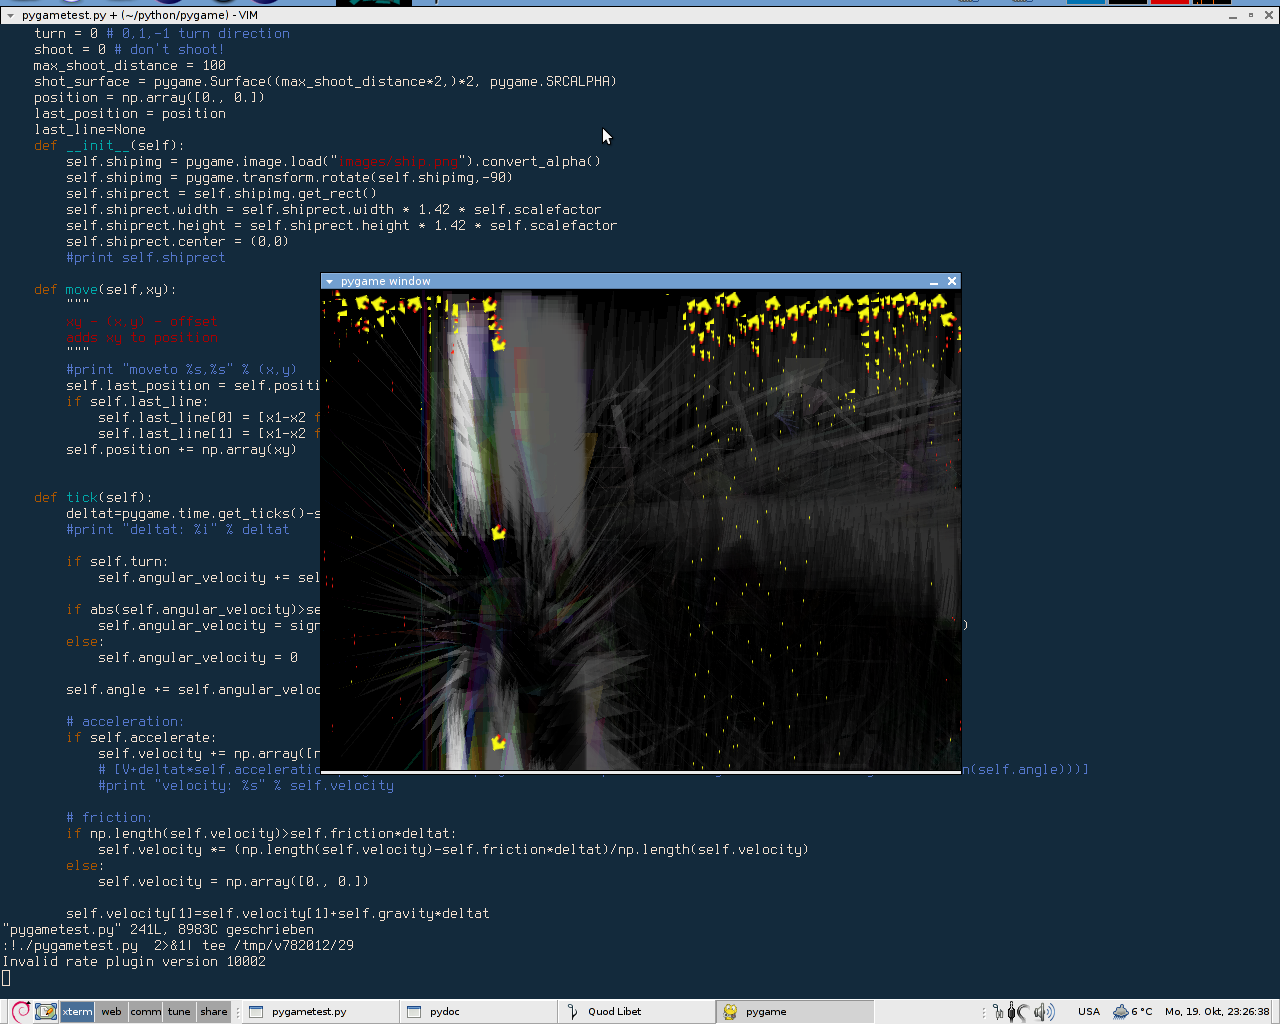 pygametest.py + (~/python/pygame) - VIM
turn = 0 # 0,1,-1 turn direction
shoot = 0 # don't shoot!
max_shoot_distance = 100
shot_surface = pygame.Surface((max_shoot_distance*2,)*2, pygame.SRCALPHA)
position = np.array([0., 0.])
last_position = position
last_line=None
def __init__(self):
self.shipimg = pygame.image.load("images/ship.png").convert_alpha()
self.shipimg = pygame.transform.rotate(self.shipimg,-90)
self.shiprect = self.shipimg.get_rect()
self.shiprect.width = self.shiprect.width * 1.42 * self.scalefactor
self.shiprect.height = self.shiprect.height * 1.42 * self.scalefactor
self.shiprect.center = (0,0)
#print self.shiprect
pygame window
def move(self,xy):
"""
xy - (x,y) - offset
adds xy to position
"""
#print "moveto %s,%s" % (x,y)
self.last_position = self.positi
if self.last_line:
self.last_line[0] = [x1-x2 f
self.last_line[1] = [x1-x2 f
self.position += np.array(xy)
def tick(self):
deltat=pygame.time.get_ticks()-s
#print "deltat: %i" % deltat
if self.turn:
self.angular_velocity += sel
if abs(self.angular_velocity)>se
self.angular_velocity = sign )
else:
self.angular_velocity = 0
self.angle += self.angular_veloc
# acceleration:
if self.accelerate:
self.velocity += np.array([n
# [V+deltat*self.acceleratio n(self.angle)))]
#print "velocity: %s" % self.velocity
# friction:
if np.length(self.velocity)>self.friction*deltat:
self.velocity *= (np.length(self.velocity)-self.friction*deltat)/np.length(self.velocity)
else:
self.velocity = np.array([0., 0.])
self.velocity[1]=self.velocity[1]+self.gravity*deltat
"pygametest.py" 241L, 8983C geschrieben
:!./pygametest.py  2>&1| tee /tmp/v782012/29
Invalid rate plugin version 10002
xterm web comm tune share pygametest.py pydoc Quod Libet pygame USA 6 °C Mo, 19. Okt, 23:26:38